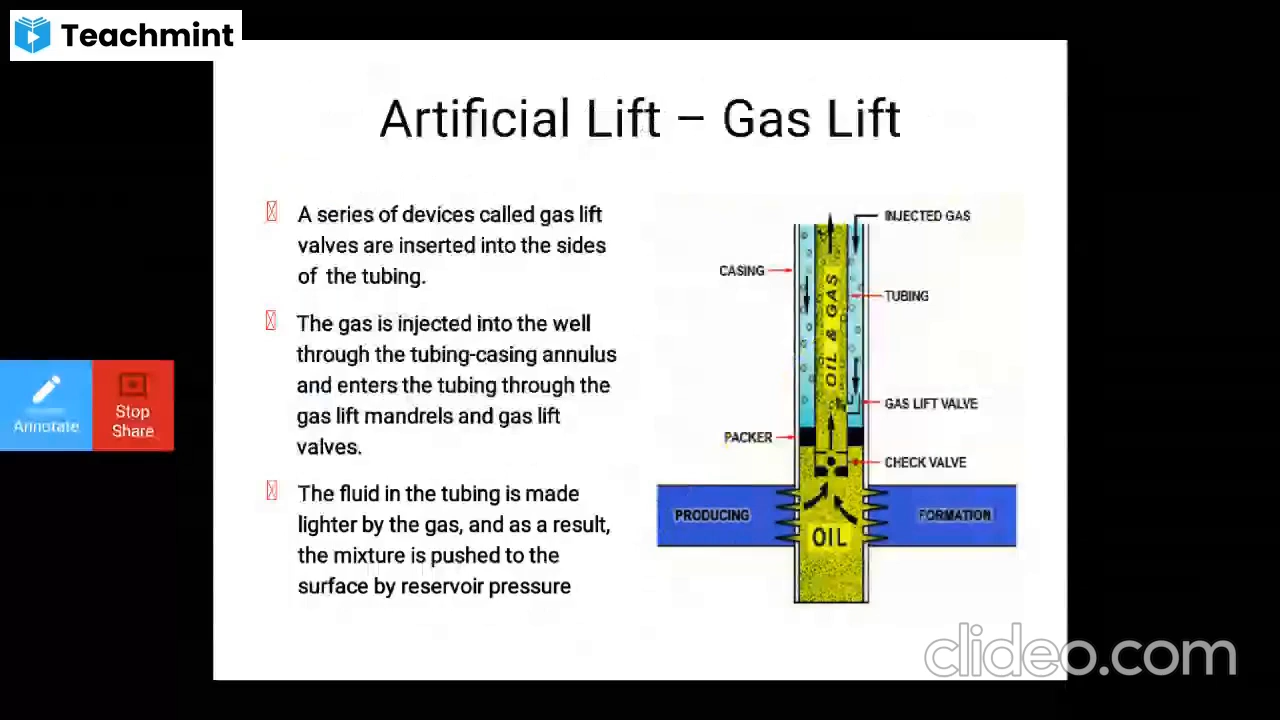 Teachmint
Artificial Lift – Gas Lift
A series of devices called gas lift
valves are inserted into the sides
of the tubing.
The gas is injected into the well
through the tubing-casing annulus
and enters the tubing through the
gas lift mandrels and gas lift
valves.
The fluid in the tubing is made
lighter by the gas, and as a result,
the mixture is pushed to the
surface by reservoir pressure
INJECTED GAS
CASING
TUBING
OIL & GAS
GAS LIFT VALVE
PACKER
CHECK VALVE
PRODUCING
FORMATION
OIL
Annotate
Stop
Share
clideo.com